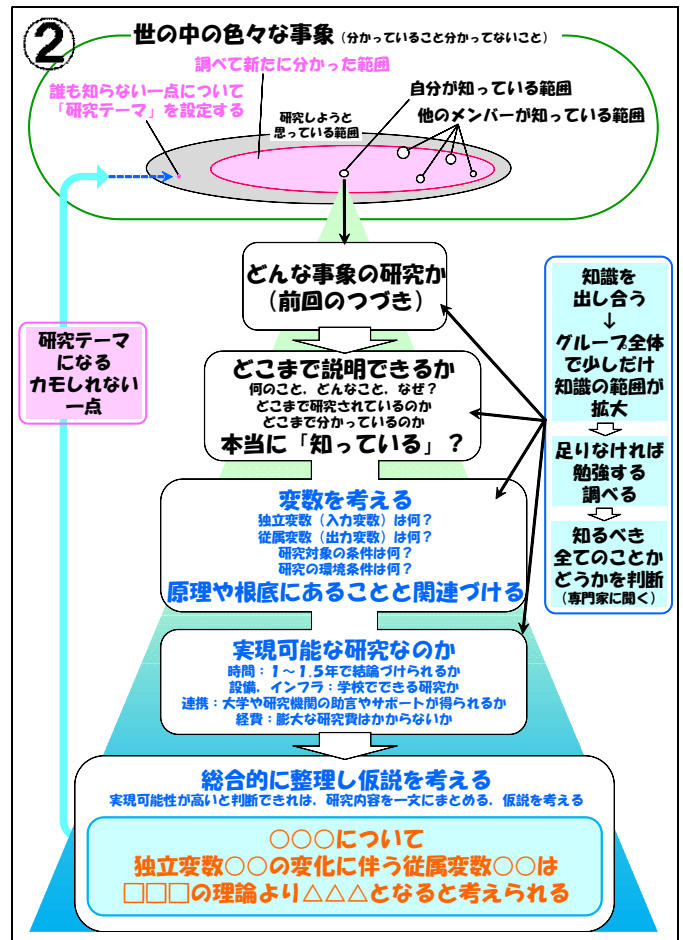 2
世の中の色々な事象（分かっていること分かってないこと）
調べて新たに分かった範囲
誰も知らない一点について
「研究テーマ」を設定する
研究しようと
思っている範囲
自分が知っている範囲
他のメンバーが知っている範囲
どんな事象の研究か
（前回のつづき）
どこまで説明できるか
何のこと，どんなこと，なぜ？
どこまで研究されているのか
どこまで分かっているのか
本当に「知っている」？
変数を考える
独立変数（入力変数）は何？
従属変数（出力変数）は何？
研究対象の条件は何？
研究の環境条件は何？
原理や根底にあることと関連づける
実現可能な研究なのか
時間：１～１.５年で結論づけられるか
設備，インフラ：学校でできる研究か
連携：大学や研究機関の助言やサポートが得られるか
経費：膨大な研究費はかからないか
総合的に整理し仮説を考える
実現可能性が高いと判断できれは，研究内容を一文にまとめる，仮説を考える
○○○について
独立変数○○の変化に伴う従属変数○○は
□□□の理論より△△△となると考えられる
研究テーマ
になる
カモしれない
一点
知識を
出し合う
↓
グループ全体
で少しだけ
知識の範囲が
拡大
足りなければ
勉強する
調べる
知るべき
全てのことか
どうかを判断
（専門家に聞く）